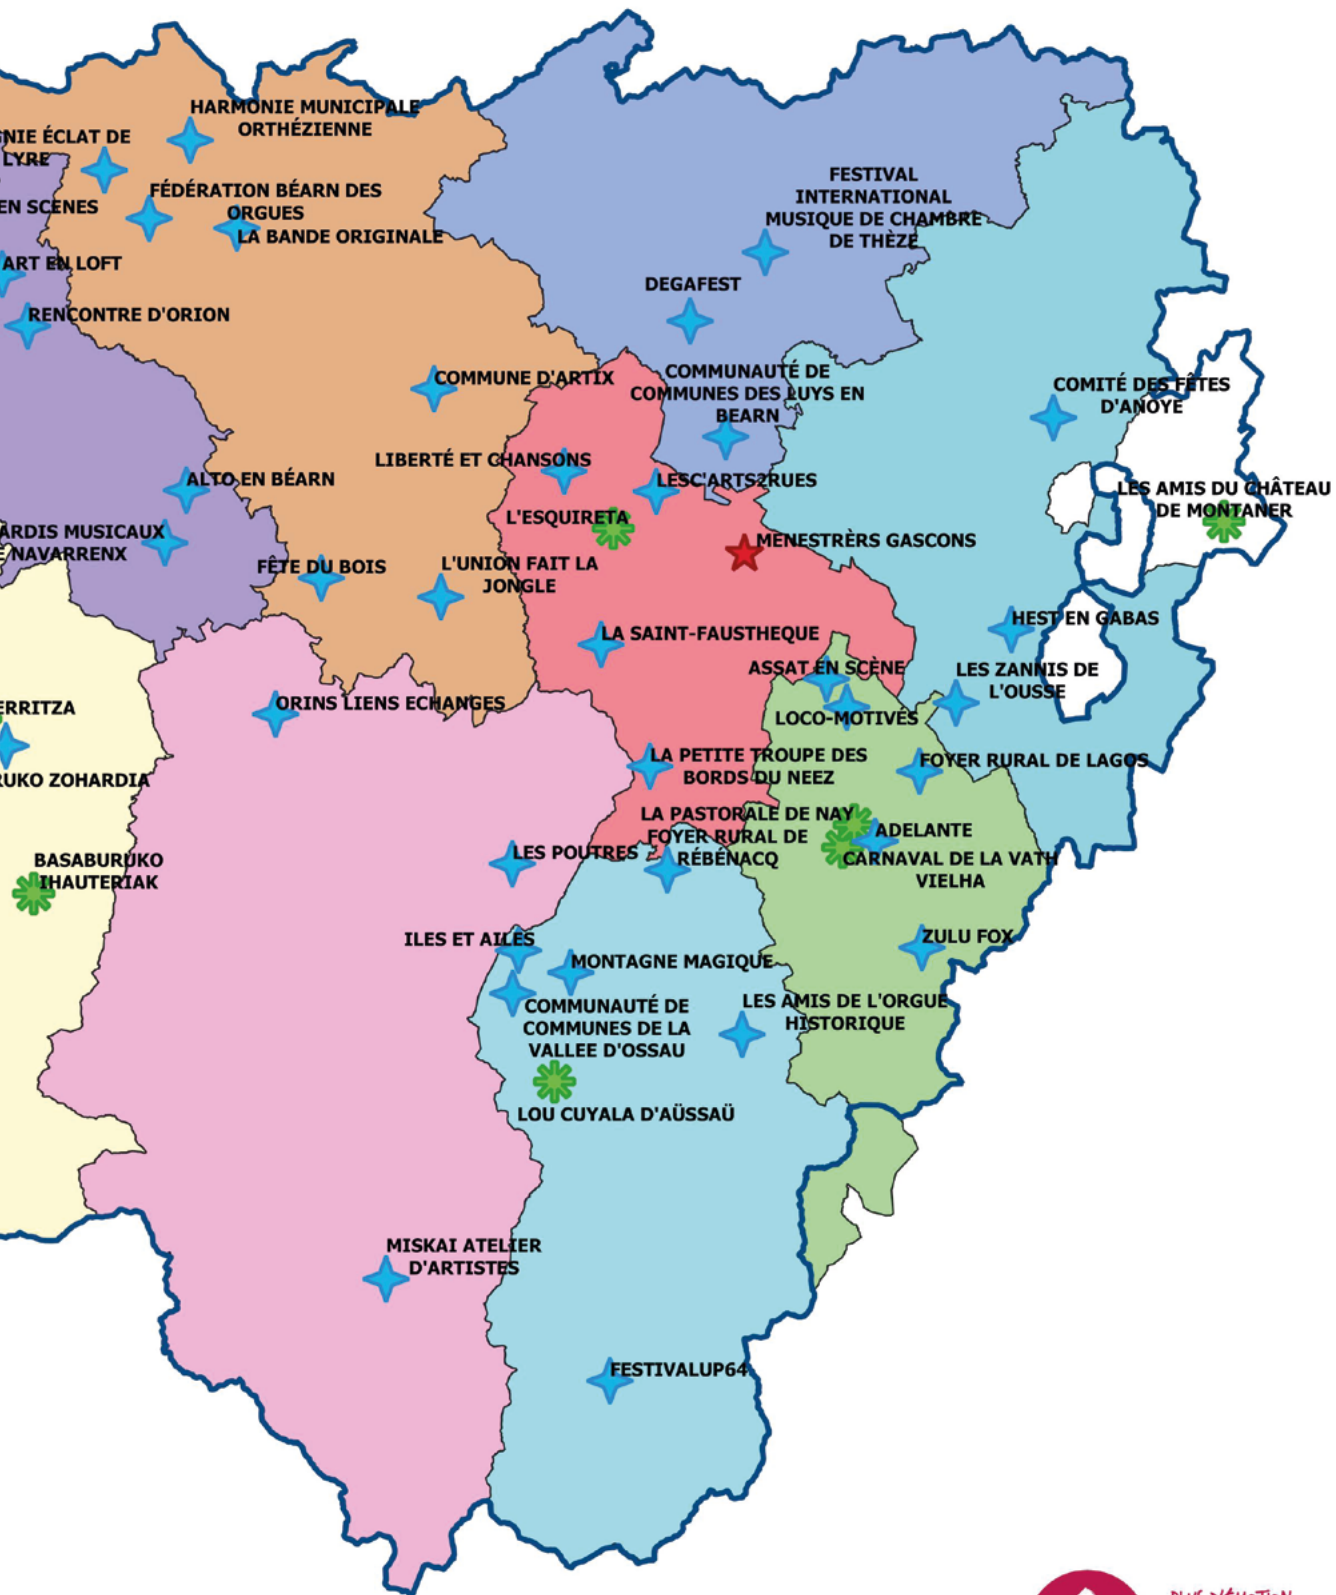 HARMONIE MUNICIPALE
ORTHÉZIENNE
ÉCLAT DE
LYRE
FÉDÉRATION BÉARN DES
ORGUES
EN SCENES
LA BANDE ORIGINALE
ART EN LOFT
RENCONTRE D'ORION
FESTIVAL
INTERNATIONAL
MUSIQUE DE CHAMBRE
DE THÈZE
DEGAFEST
COMMUNE D'ARTIX
COMMUNAUTÉ DE
COMMUNES DES LUYS EN
BEARN
COMITÉ DES FÊTES
D'ANOYE
LIBERTÉ ET CHANSONS
ALTO EN BÉARN
LESC'ARTS2RUES
LES AMIS DU CHÂTEAU
DE MONTANER
L'ESQUIRETA
MUSICAUX
NAVARRENX
MENESTRÈRS GASCONS
FÊTE DU BOIS
L'UNION FAIT LA
JONGLE
HEST EN GABAS
LA SAINT-FAUSTHEQUE
ASSAT EN SCÈNE
LES ZANNIS DE
L'OUSSE
ORINS LIENS ECHANGES
LOCO-MOTIVÉS
LA PETITE TROUPE DES
BORDS DU NEEZ
FOYER RURAL DE LAGOS
ZOHARDIA
LA PASTORALE DE NAY
FOYER RURAL DE
RÉBÉNACQ
ADELANTE
CARNAVAL DE LA VATH
VIELHA
LES POUTRES
BASABURUKO
IHAUTERIAK
ILES ET AILES
ZULU FOX
MONTAGNE MAGIQUE
COMMUNAUTÉ DE
COMMUNES DE LA
VALLEE D'OSSAU
LES AMIS DE L'ORGUE
HISTORIQUE
LOU CUYALA D'AÜSSAÜ
MISKAI ATELIER
D'ARTISTES
FESTIVALUP64